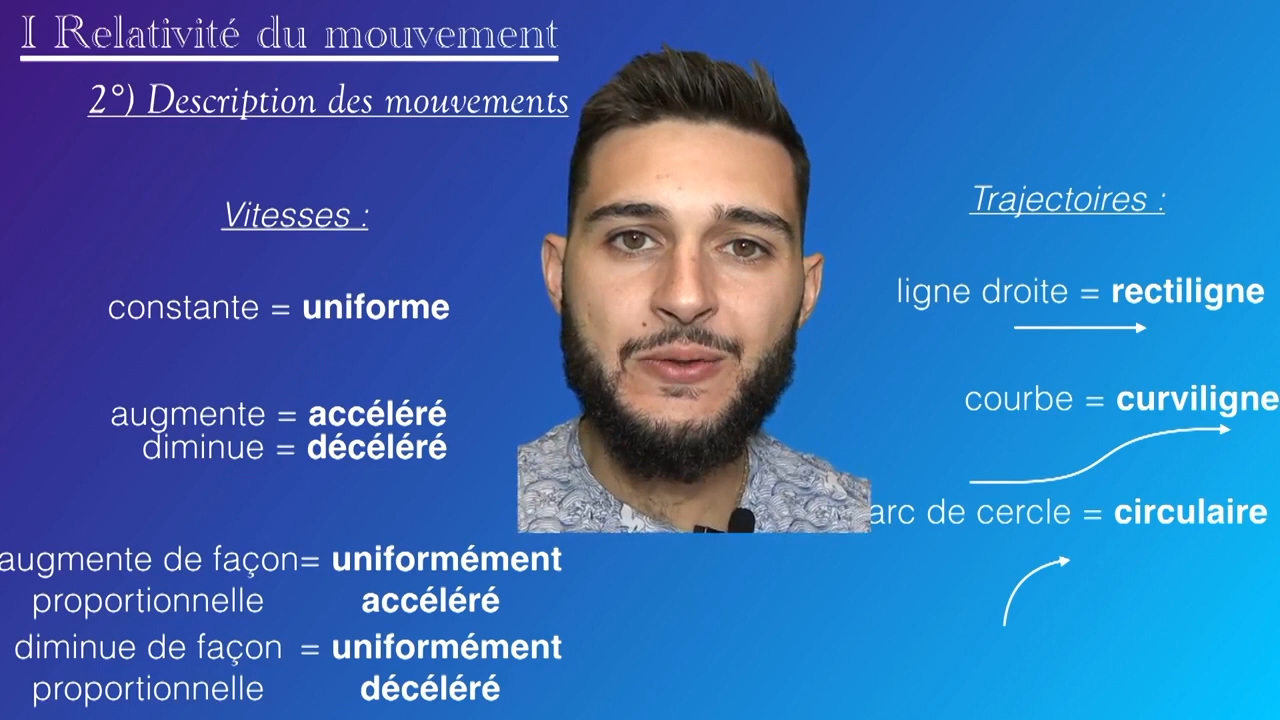 I Relativité du mouvement
2°) Description des mouvements
Vitesses :
constante = uniforme
augmente = accéléré
diminue = décéléré
augmente de façon= uniformément
proportionnelle accéléré
diminue de façon = uniformément
proportionnelle décéléré
Trajectoires :
ligne droite = rectiligne
courbe = curviligne
arc de cercle = circulaire